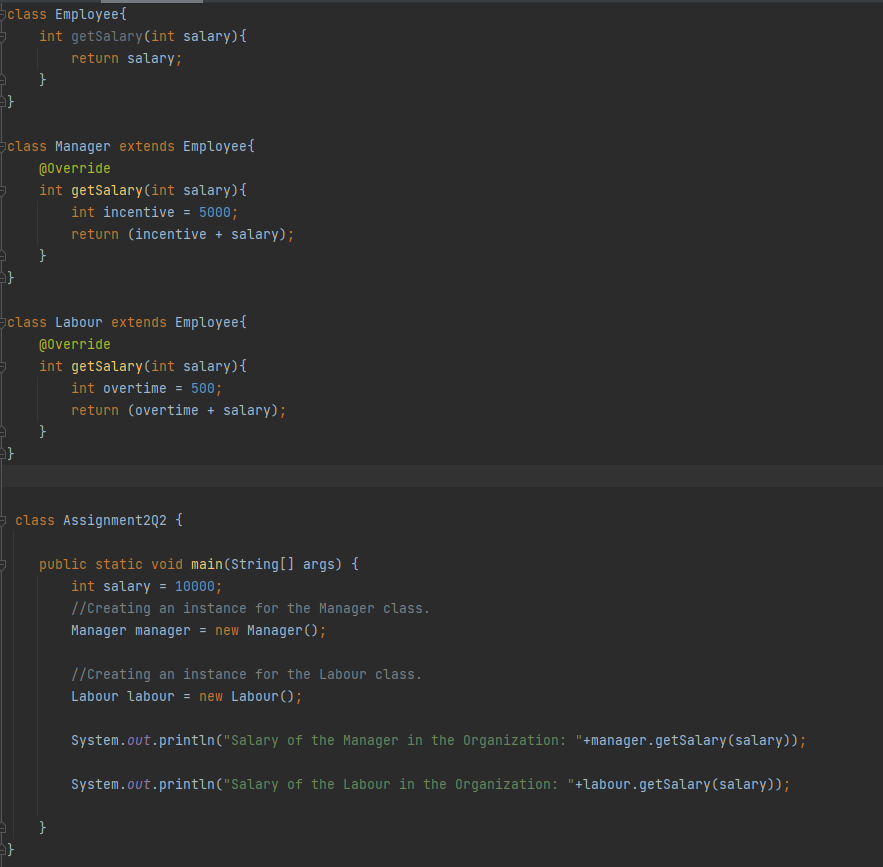 class Employee{
    int getSalary(int salary){
        return salary;
    }
}
class Manager extends Employee{
    @Override
    int getSalary(int salary){
        int incentive = 5000;
        return (incentive + salary);
    }
}
class Labour extends Employee{
    @Override
    int getSalary(int salary){
        int overtime = 500;
        return (overtime + salary);
    }
}
 class Assignment2Q2 {
    public static void main(String[] args) {
        int salary = 10000;
        //Creating an instance for the Manager class.
        Manager manager = new Manager();
        //Creating an instance for the Labour class.
        Labour labour = new Labour();
        System.out.println("Salary of the Manager in the Organization: "+manager.getSalary(salary));
        System.out.println("Salary of the Labour in the Organization: "+labour.getSalary(salary));
    }
}